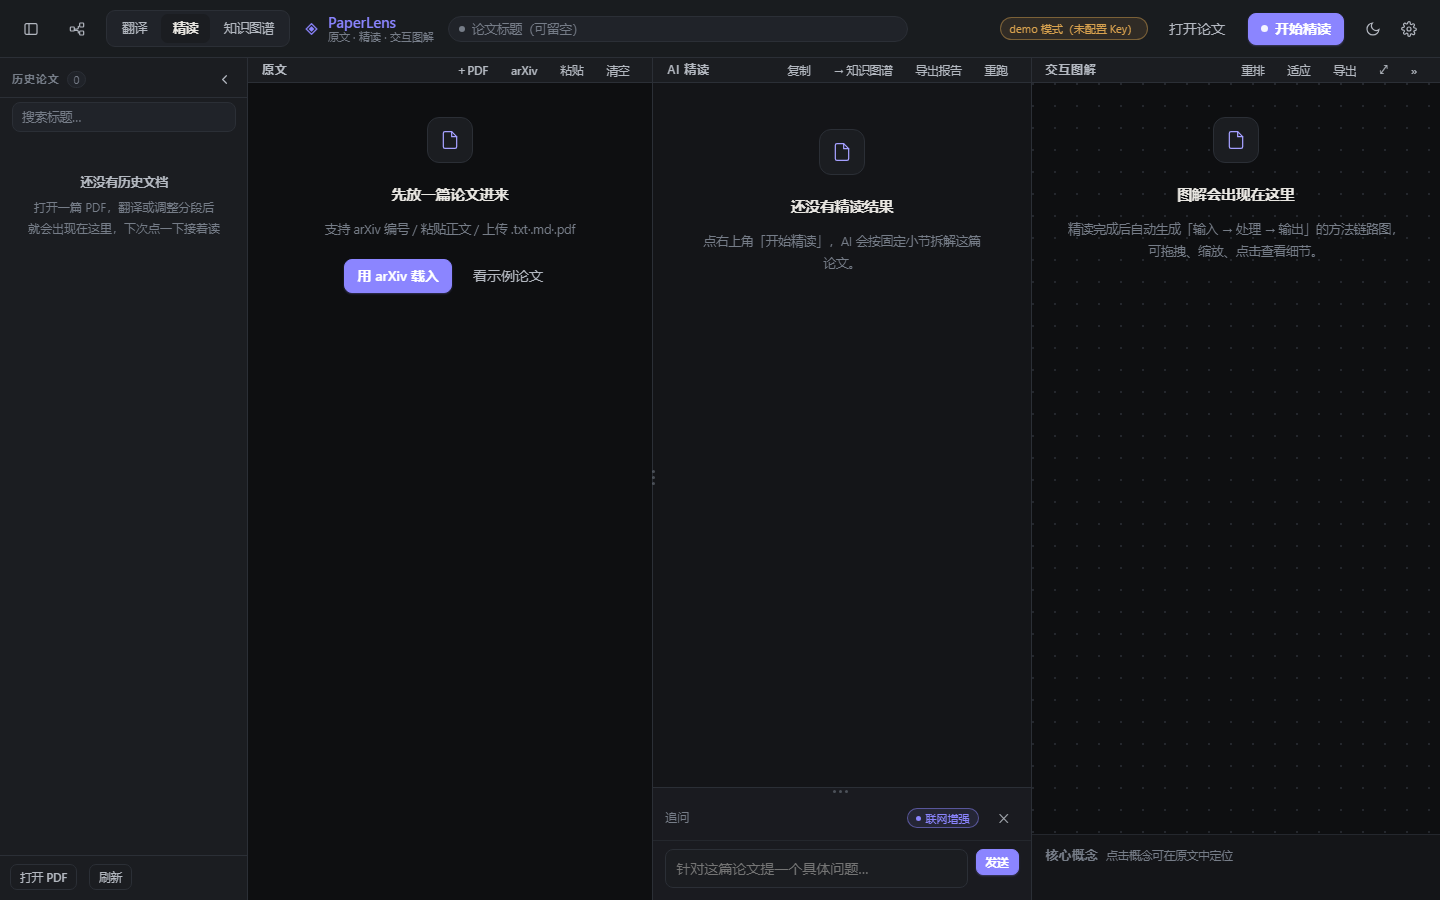 翻译
精读
知识图谱
PaperLens
原文 · 精读 · 交互图解
论文标题（可留空）
demo 模式（未配置 Key）
打开论文
开始精读
历史论文 0
搜索标题...
还没有历史文档
打开一篇 PDF，翻译或调整分段后
就会出现在这里，下次点一下接着读
打开 PDF
刷新
原文
+ PDF
arXiv
粘贴
清空
先放一篇论文进来
支持 arXiv 编号 / 粘贴正文 / 上传 .txt·.md·.pdf
用 arXiv 载入
看示例论文
AI 精读
复制
→ 知识图谱
导出报告
重跑
还没有精读结果
点右上角「开始精读」，AI 会按固定小节拆解这篇
论文。
追问
联网增强
针对这篇论文提一个具体问题...
发送
交互图解
重排
适应
导出
⤢
»
图解会出现在这里
精读完成后自动生成「输入 → 处理 → 输出」的方法链路图，
可拖拽、缩放、点击查看细节。
核心概念 点击概念可在原文中定位